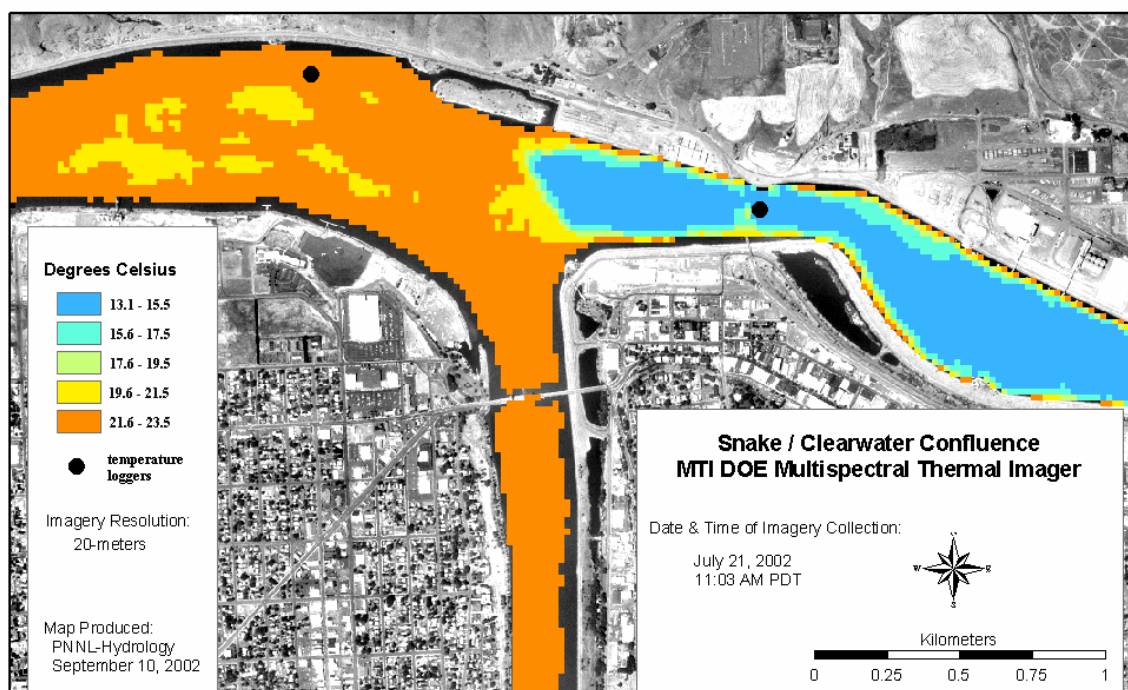 Degrees Celsius
13.1 - 15.5
15.6 - 17.5
17.6 - 19.5
19.6 - 21.5
21.6 - 23.5
temperature
loggers
Imagery Resolution:
20-meters
Map Produced:
PNNL-Hydrology
September 10, 2002
Snake / Clearwater Confluence
MTI DOE Multispectral Thermal Imager
Date & Time of Imagery Collection:
July 21, 2002
11:03 AM PDT
W E
S
Kilometers
0 0.25 0.5 0.75 1